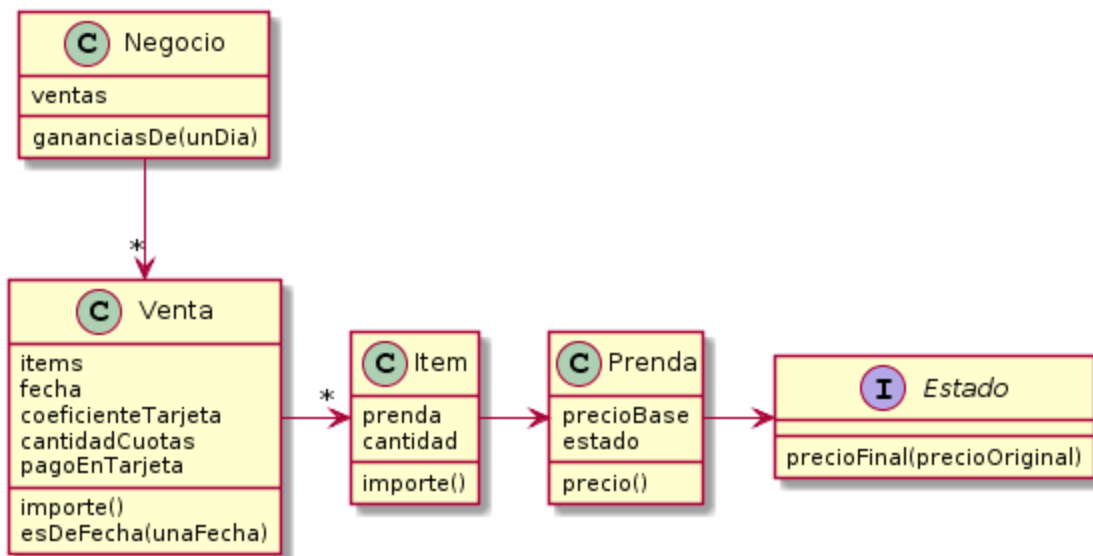 C Negocio
ventas
gananciasDe(unDia)
*
C Venta
items
fecha
coeficienteTarjeta
cantidadCuotas
pagoEnTarjeta
importe()
esDeFecha(unaFecha)
*
C Item
prenda
cantidad
importe()
C Prenda
precioBase
estado
precio()
I Estado
precioFinal(precioOriginal)